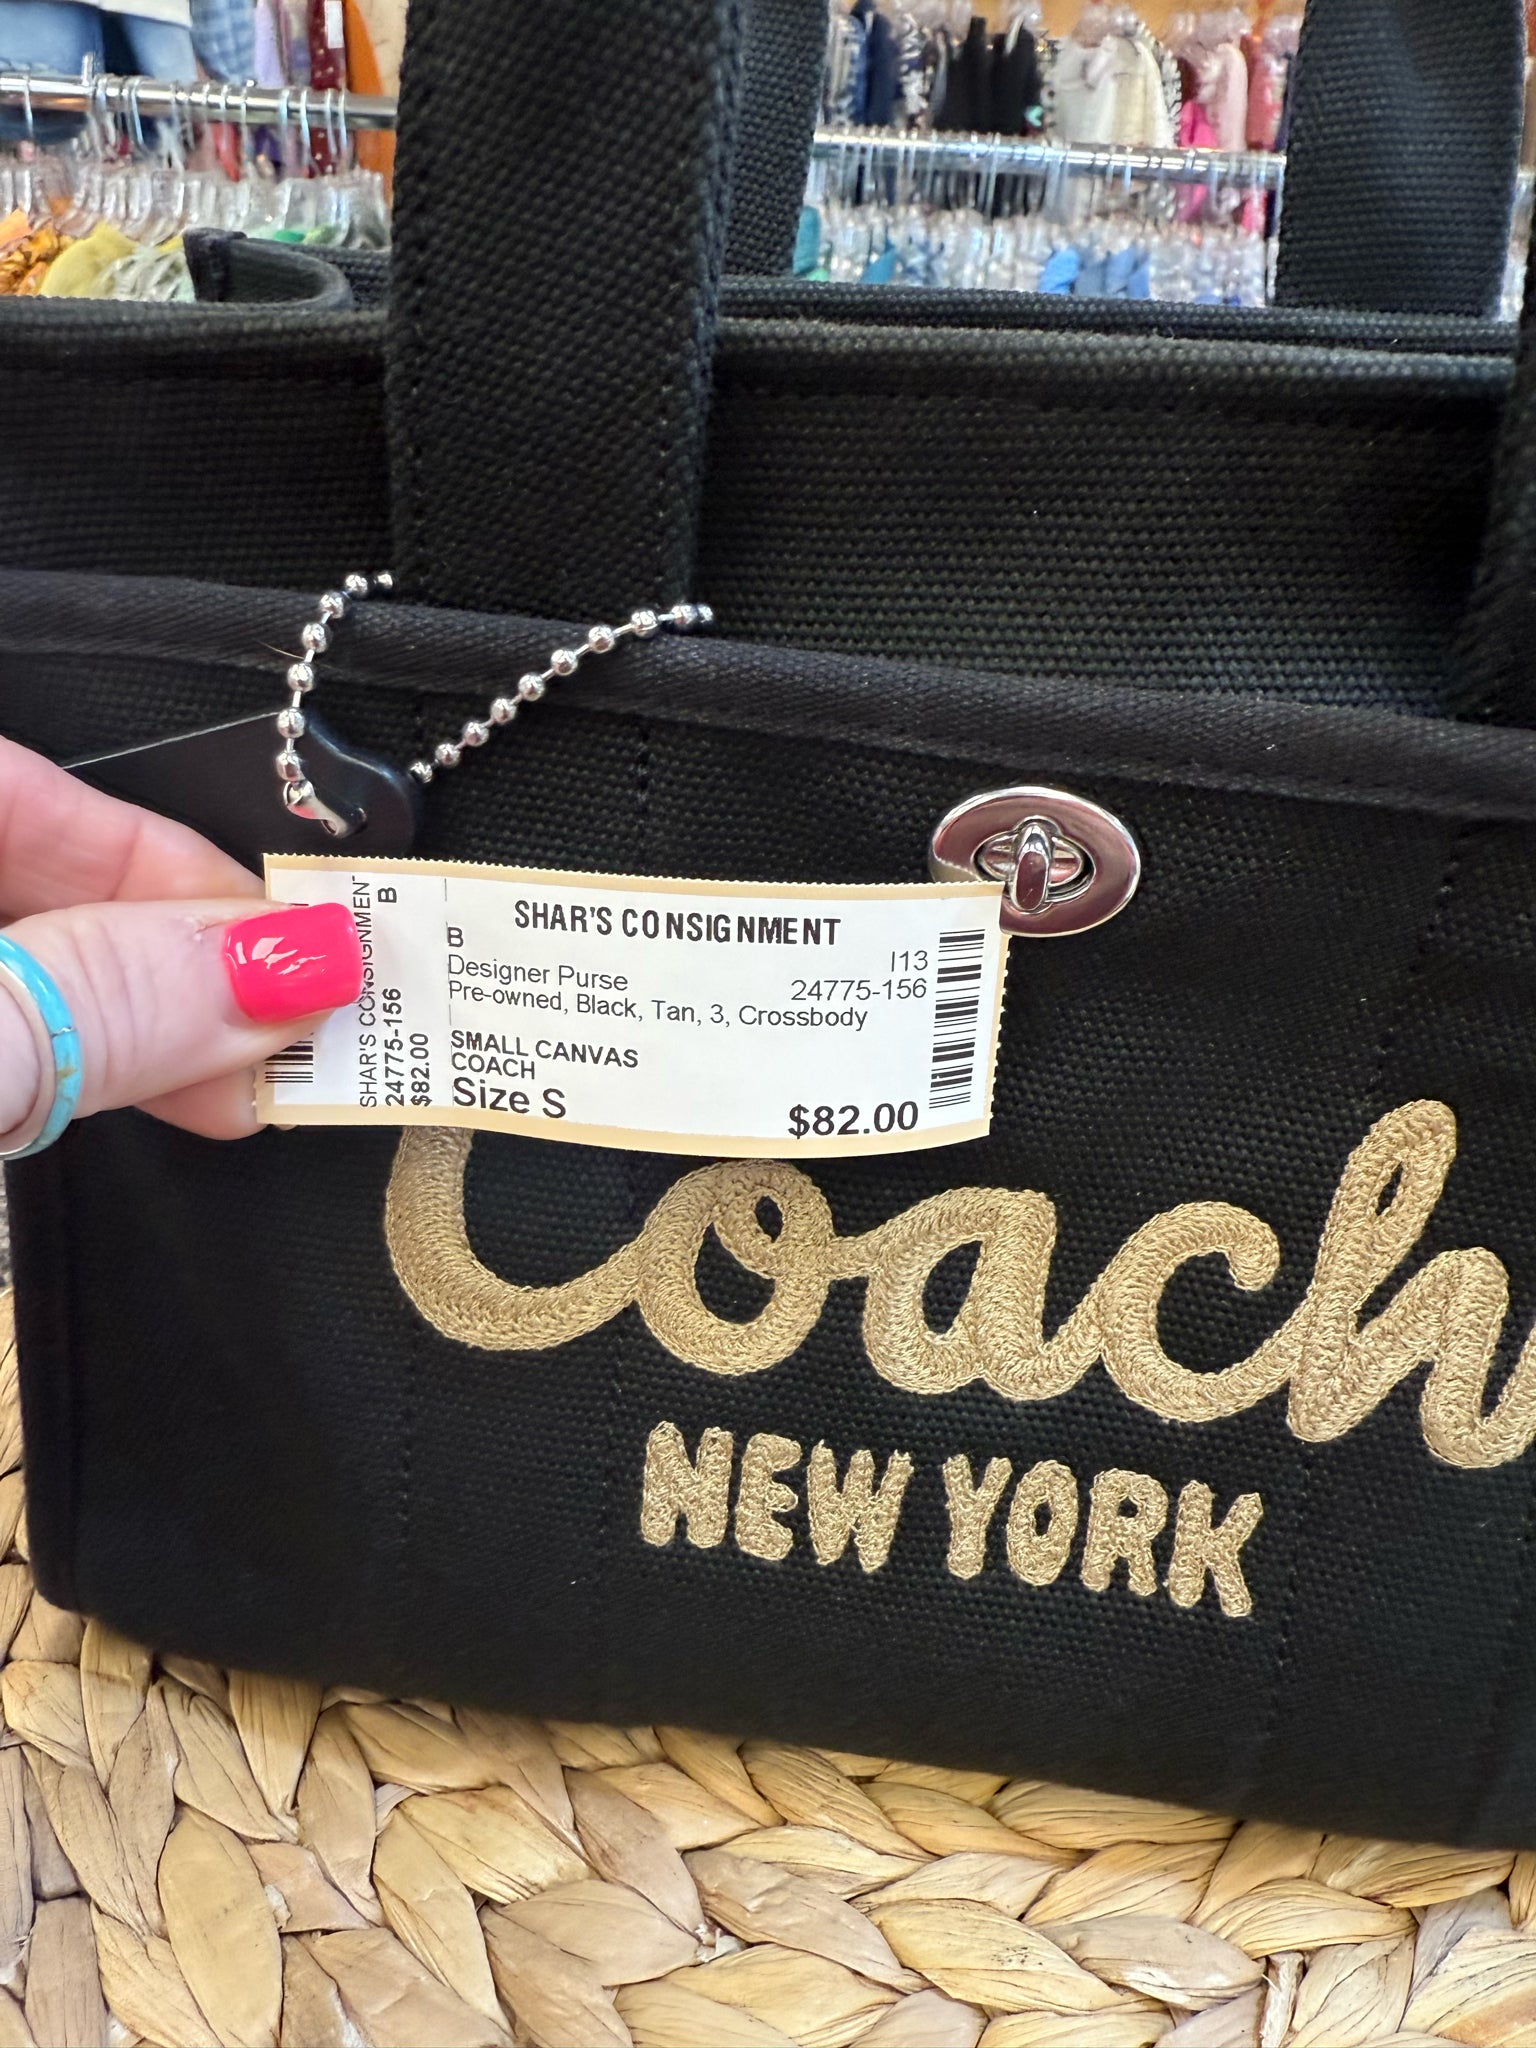 SHAR'S CONSIGNMENT
B
I13
Designer Purse
24775-156
Pre-owned, Black, Tan, 3, Crossbody
SMALL CANVAS
COACH
Size S
$82.00
SHAR'S CONSIGNMEN
B
24775-156
$82.00
Coach
NEW YORK